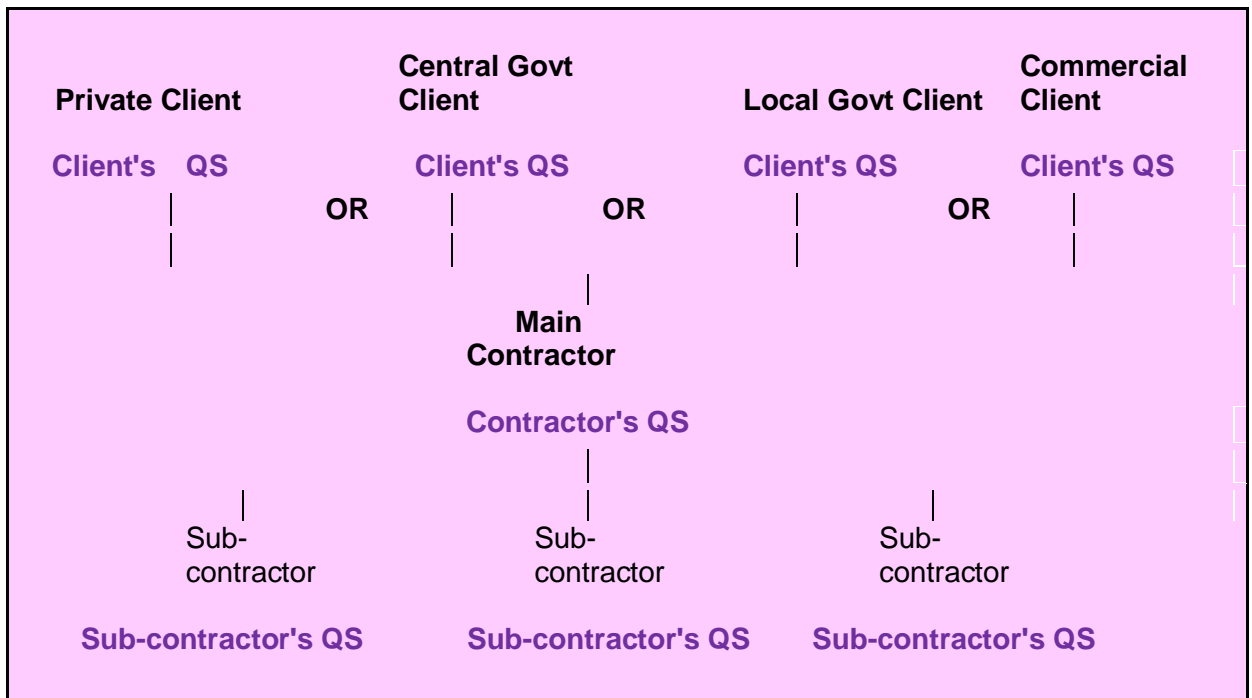 Private Client Central Govt Client Local Govt Client Commercial Client
Client's QS Client's QS Client's QS Client's QS
OR OR OR
Main
Contractor
Contractor's QS
Sub-
contractor
Sub-
contractor
Sub-
contractor
Sub-contractor's QS Sub-contractor's QS Sub-contractor's QS